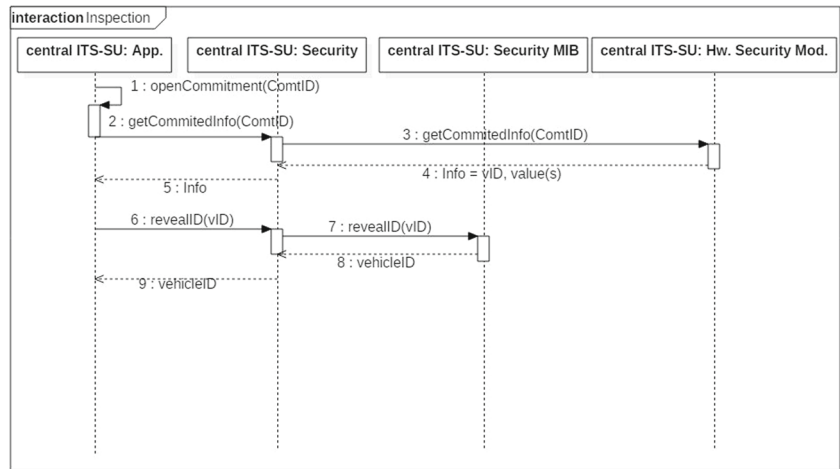 interaction Inspection
central ITS-SU: App.
central ITS-SU: Security
central ITS-SU: Security MIB
central ITS-SU: Hw. Security Mod.
1 : openCommitment(ComtID)
2 : getCommittedInfo(ComtID)
3 : getCommitedInfo(ComtID)
4 : Info = vID, value(s)
5 : Info
6 : revealID(vID)
7 : revealID(vID)
8 : vehicleID
9 : vehicleID